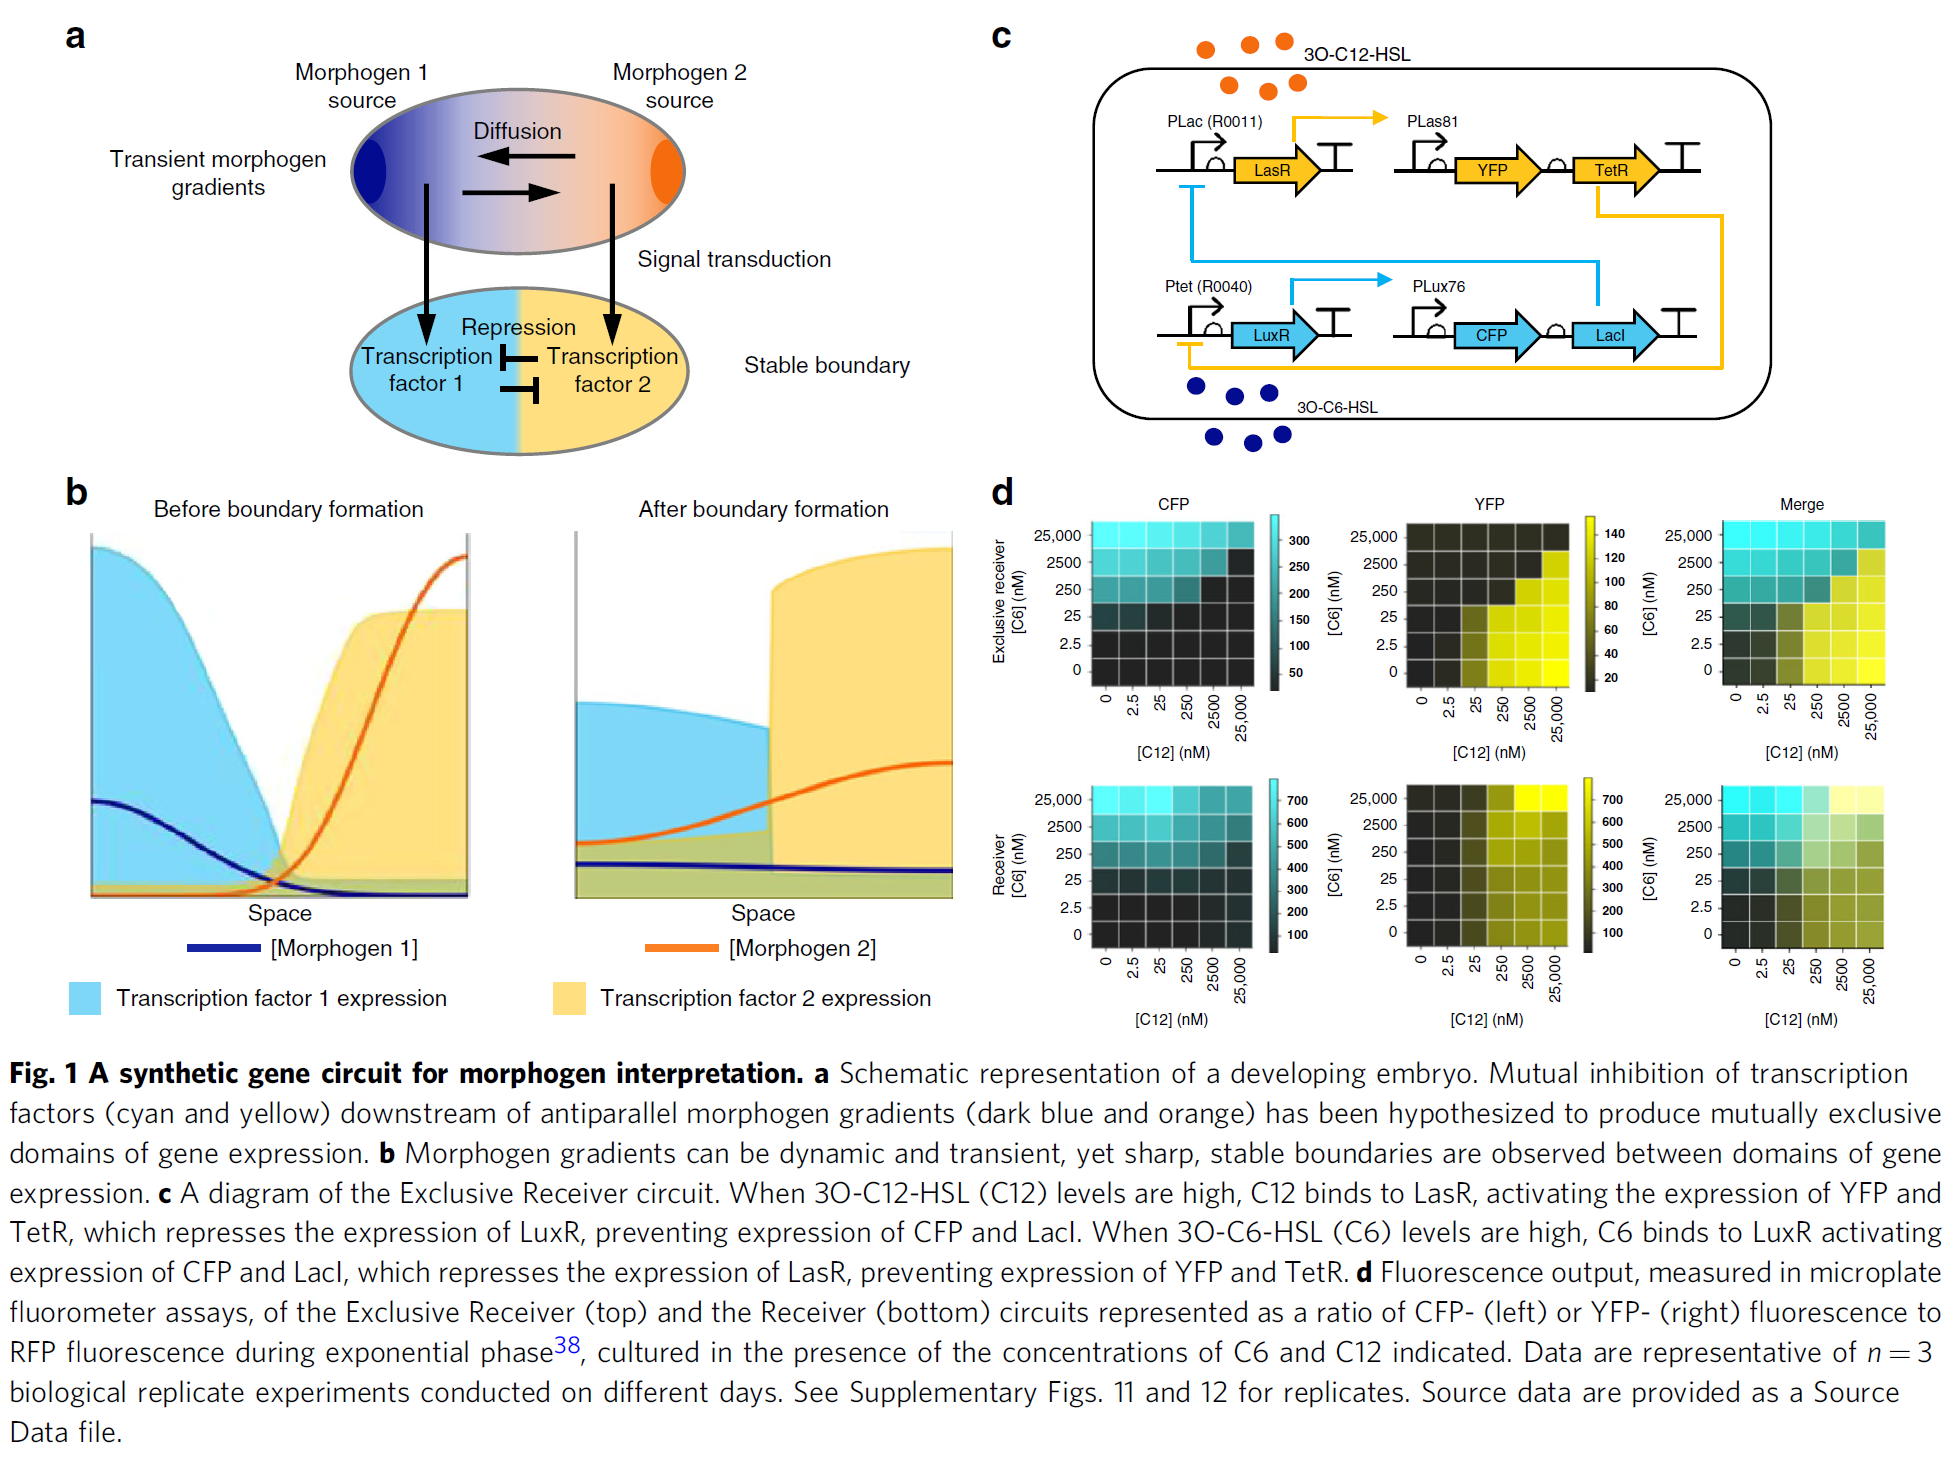 a
Morphogen 1
source
Morphogen 2
source
Diffusion
Transient morphogen
gradients
Signal transduction
Repression
Transcription
factor 1
Transcription
factor 2
Stable boundary
b
Before boundary formation
After boundary formation
Space
Space
[Morphogen 1]
[Morphogen 2]
Transcription factor 1 expression
Transcription factor 2 expression
c
3O-C12-HSL
PLac (R0011)
PLas81
LasR
YFP
TetR
Ptet (R0040)
PLux76
LuxR
CFP
LacI
3O-C6-HSL
d
CFP
YFP
Merge
Exclusive receiver
[C6] (nM)
25,000
2500
250
25
2.5
0
0
2.5
25
250
2500
25,000
[C12] (nM)
300
250
200
150
100
50
[C6] (nM)
25,000
2500
250
25
2.5
0
0
2.5
25
250
2500
25,000
[C12] (nM)
140
120
100
80
60
40
20
[C6] (nM)
25,000
2500
250
25
2.5
0
0
2.5
25
250
2500
25,000
[C12] (nM)
Receiver
[C6] (nM)
25,000
2500
250
25
2.5
0
0
2.5
25
250
2500
25,000
[C12] (nM)
700
600
500
400
300
200
100
[C6] (nM)
25,000
2500
250
25
2.5
0
0
2.5
25
250
2500
25,000
[C12] (nM)
700
600
500
400
300
200
100
[C6] (nM)
25,000
2500
250
25
2.5
0
0
2.5
25
250
2500
25,000
[C12] (nM)
Fig. 1 A synthetic gene circuit for morphogen interpretation. a Schematic representation of a developing embryo. Mutual inhibition of transcription
factors (cyan and yellow) downstream of antiparallel morphogen gradients (dark blue and orange) has been hypothesized to produce mutually exclusive
domains of gene expression. b Morphogen gradients can be dynamic and transient, yet sharp, stable boundaries are observed between domains of gene
expression. c A diagram of the Exclusive Receiver circuit. When 3O-C12-HSL (C12) levels are high, C12 binds to LasR, activating the expression of YFP and
TetR, which represses the expression of LuxR, preventing expression of CFP and LacI. When 3O-C6-HSL (C6) levels are high, C6 binds to LuxR activating
expression of CFP and LacI, which represses the expression of LasR, preventing expression of YFP and TetR. d Fluorescence output, measured in microplate
fluorometer assays, of the Exclusive Receiver (top) and the Receiver (bottom) circuits represented as a ratio of CFP- (left) or YFP- (right) fluorescence to
RFP fluorescence during exponential phase38, cultured in the presence of the concentrations of C6 and C12 indicated. Data are representative of n = 3
biological replicate experiments conducted on different days. See Supplementary Figs. 11 and 12 for replicates. Source data are provided as a Source
Data file.